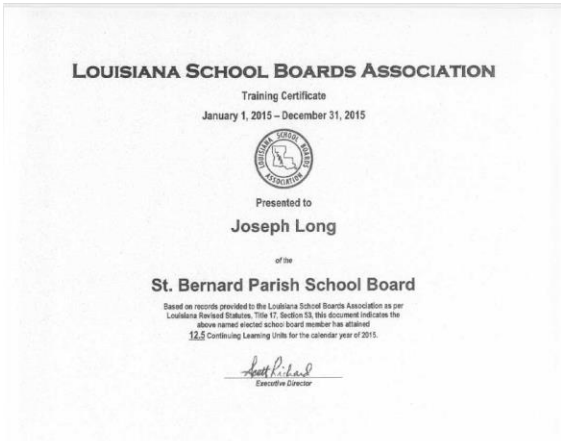 LOUISIANA SCHOOL BOARDS ASSOCIATION
Training Certificate
January 1, 2015 – December 31, 2015
LOUISIANA SCHOOL BOARDS
ASSOCIATION
Presented to
Joseph Long
of the
St. Bernard Parish School Board
Based on records provided to the Louisiana School Boards Association as per
Louisiana Revised Statutes, Title 17, Section 53, this document indicates the
above named elected school board member has attained
12.5 Continuing Learning Units for the calendar year of 2015.
Scott Richard
Executive Director